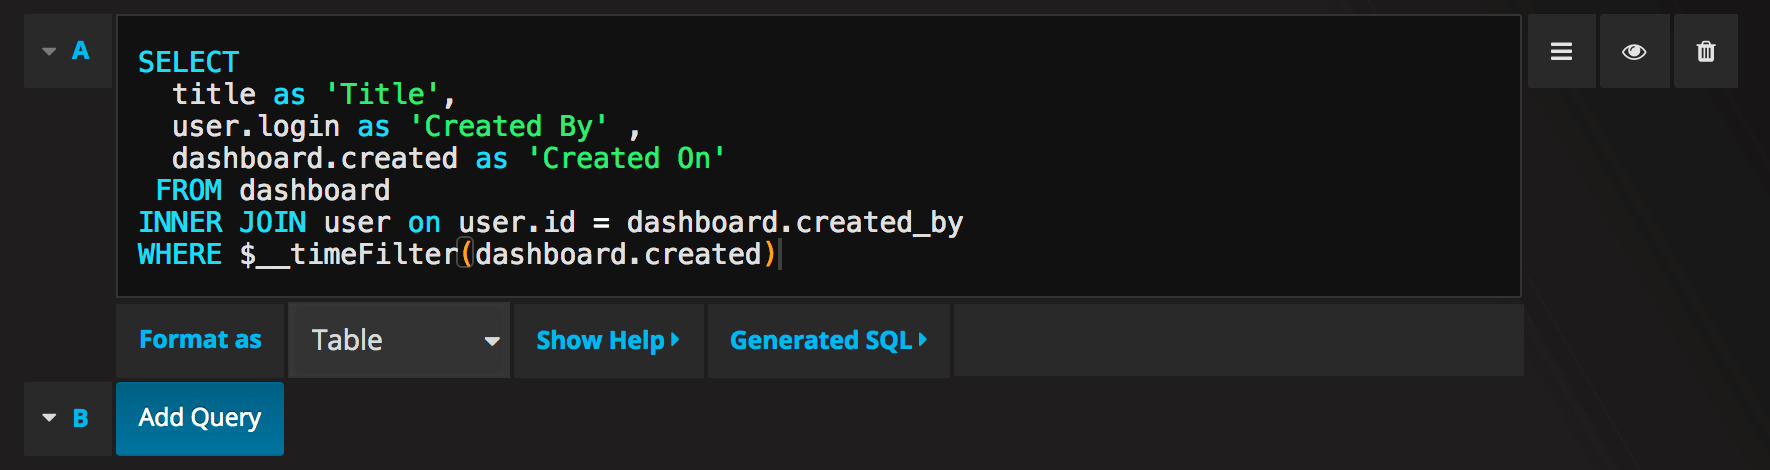 A
SELECT
title as 'Title',
user.login as 'Created By' ,
dashboard.created as 'Created On'
FROM dashboard
INNER JOIN user on user.id = dashboard.created_by
WHERE $__timeFilter(dashboard.created)
Format as Table Show Help Generated SQL
B Add Query